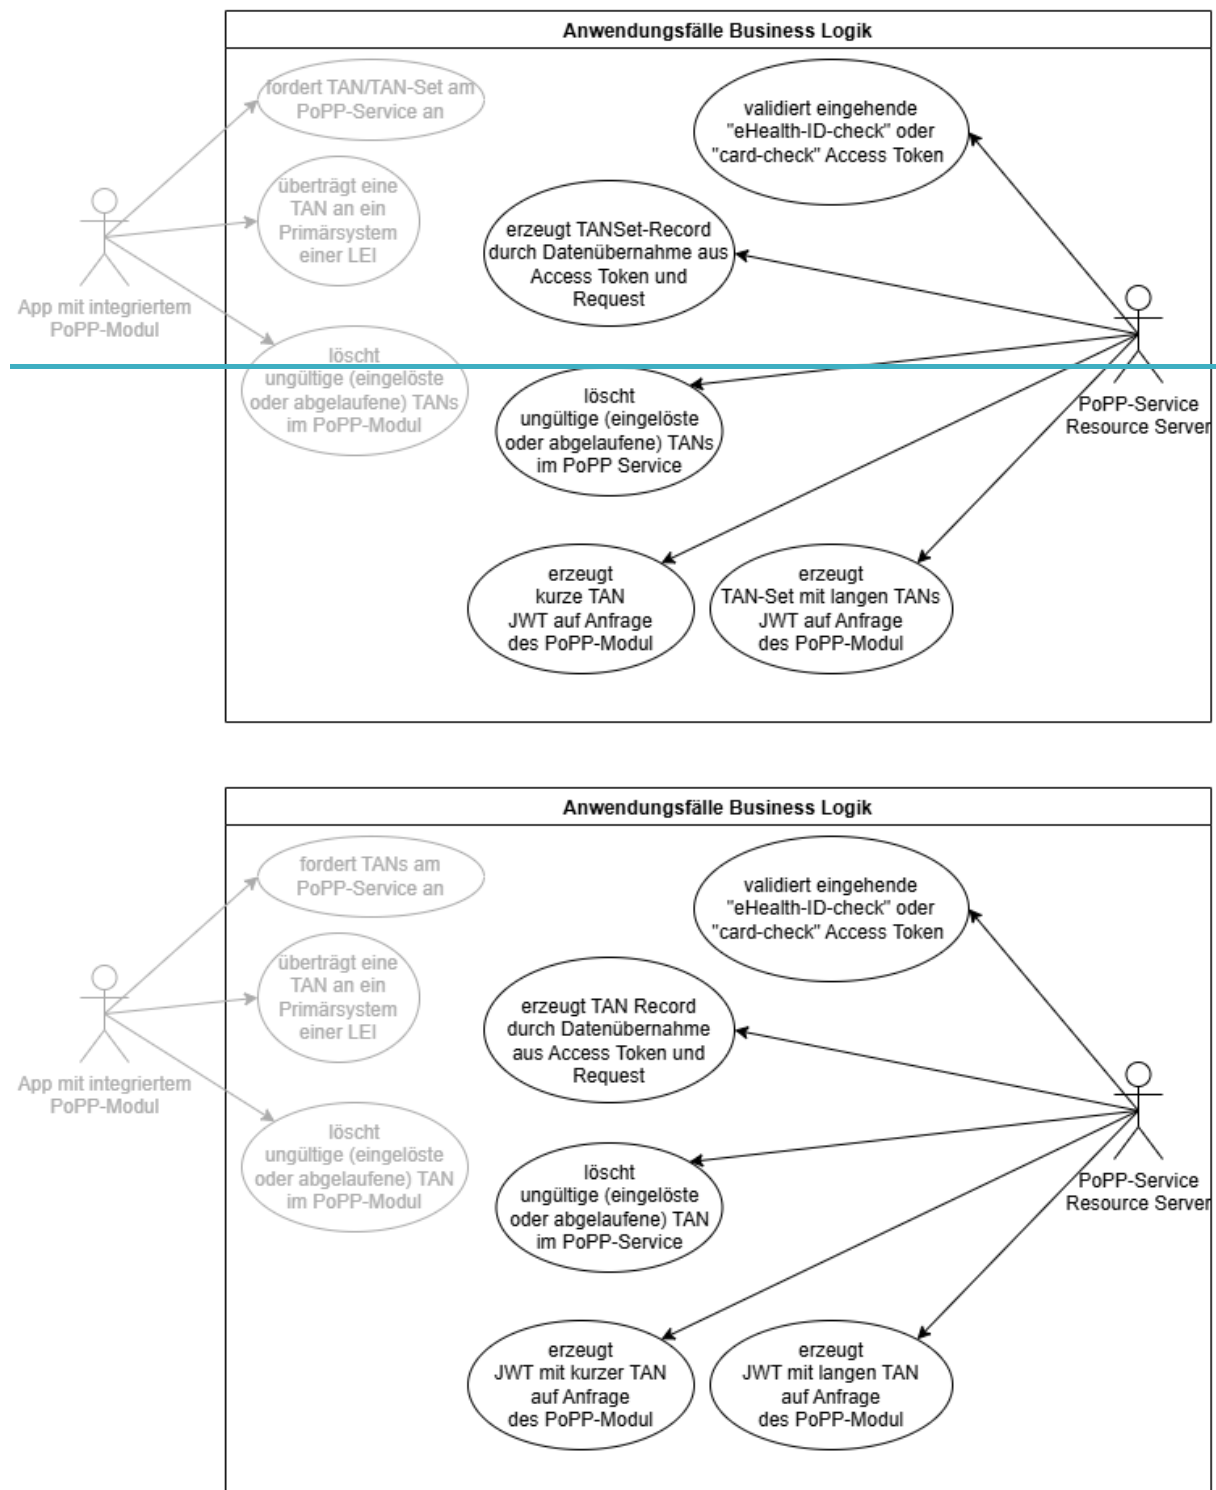 Anwendungsfälle Business Logik
fordert TAN/TAN-Set am
PoPP-Service an
validiert eingehende
"eHealth-ID-check" oder
"card-check" Access Token
überträgt eine
TAN an ein
Primärsystem
einer LEI
erzeugt TANSet-Record
durch Datenübernahme aus
Access Token und
Request
App mit integriertem
PoPP-Modul
löscht
ungültige (eingelöste
oder abgelaufene) TANs
im PoPP-Modul
löscht
ungültige (eingelöste
oder abgelaufene) TANs
im PoPP Service
PoPP-Service
Resource Server
erzeugt
kurze TAN
JWT auf Anfrage
des PoPP-Modul
erzeugt
TAN-Set mit langen TANs
JWT auf Anfrage
des PoPP-Modul
Anwendungsfälle Business Logik
fordert TANs am
PoPP-Service an
validiert eingehende
"eHealth-ID-check" oder
"card-check" Access Token
überträgt eine
TAN an ein
Primärsystem
einer LEI
erzeugt TAN Record
durch Datenübernahme
aus Access Token und
Request
App mit integriertem
PoPP-Modul
löscht
ungültige (eingelöste
oder abgelaufene) TAN
im PoPP-Modul
löscht
ungültige (eingelöste
oder abgelaufene) TAN
im PoPP-Service
PoPP-Service
Resource Server
erzeugt
JWT mit kurzer TAN
auf Anfrage
des PoPP-Modul
erzeugt
JWT mit langen TAN
auf Anfrage
des PoPP-Modul